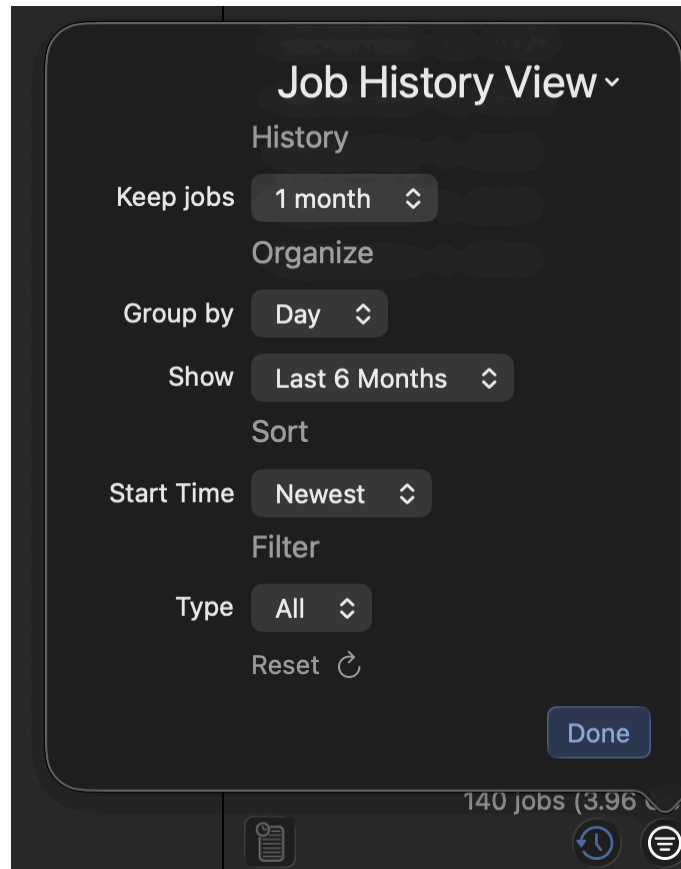 Job History View
History
Keep jobs 1 month
Organize
Group by Day
Show Last 6 Months
Sort
Start Time Newest
Filter
Type All
Reset
Done
140 jobs (3.96